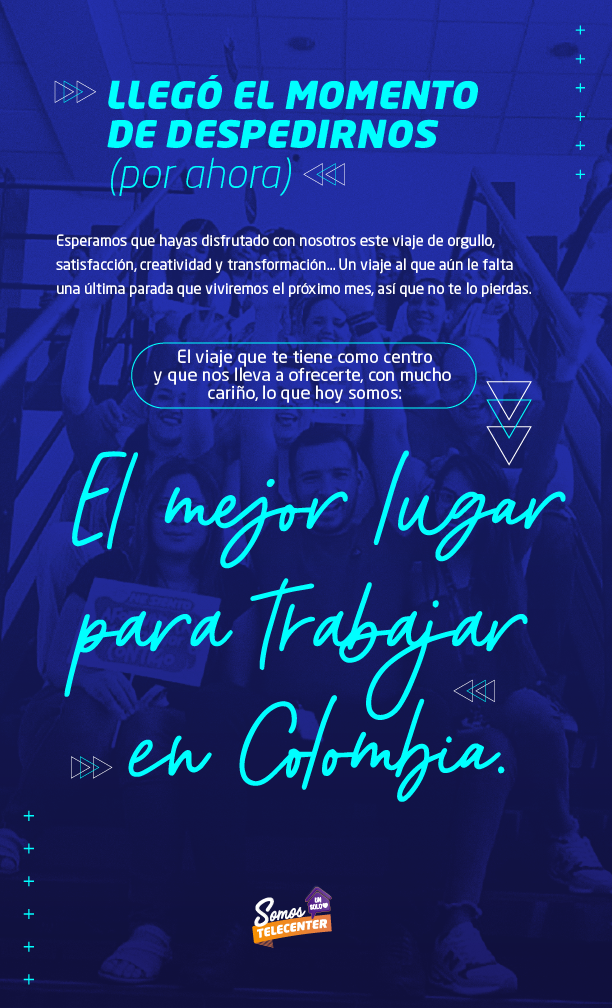 LLEGÓ EL MOMENTO
DE DESPEDIRNOS
(por ahora)
Esperamos que hayas disfrutado con nosotros este viaje de orgullo,
satisfacción, creatividad y transformación... Un viaje al que aún le falta
una última parada que viviremos el próximo mes, así que no te lo pierdas.
El viaje que te tiene como centro
y que nos lleva a ofrecerte, con mucho
cariño, lo que hoy somos:
El mejor lugar
para trabajar
en Colombia.
UN
SOLO
Somos
TELECENTER